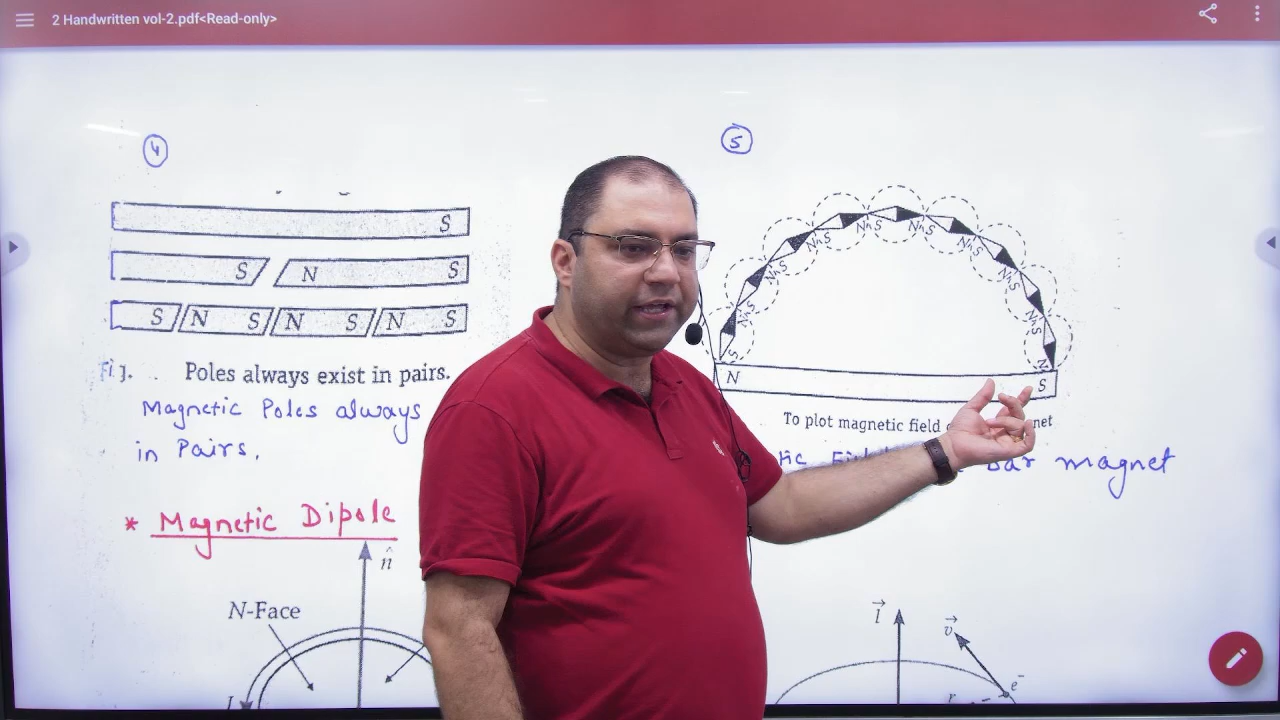 2 Handwritten vol-2.pdf<Read-only>
4
S
S N S
S N S N S N S
Fig. Poles always exist in pairs.
Magnetic Poles always
in Pairs.
* Magnetic Dipole
n̂
N-Face
I
5
N S
N S
N S
N S
N S
N S
N S
N S
S
N
N S
To plot magnetic field
Bar magnet
l⃗
v⃗
e⁻
r